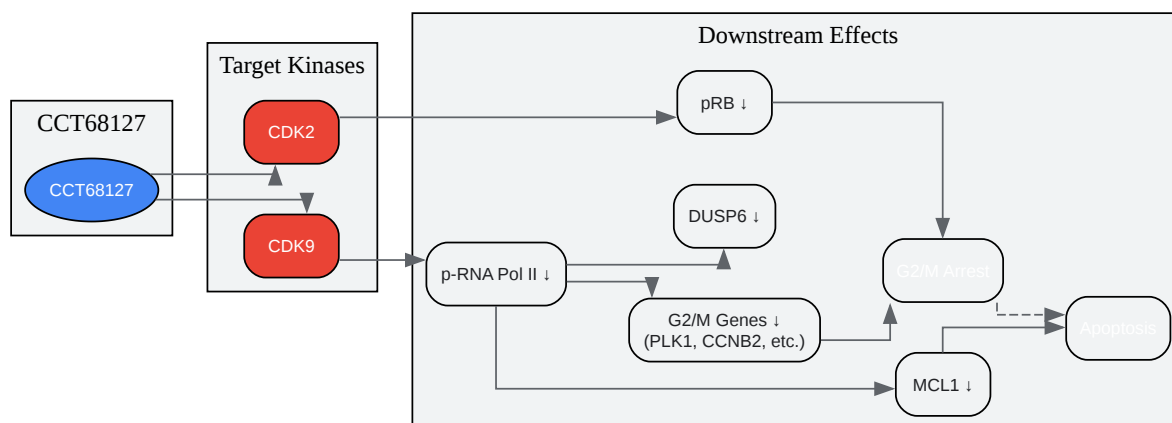 Downstream Effects
Target Kinases
CCT68127
CCT68127
CDK2
CDK9
pRB ↓
DUSP6 ↓
p-RNA Pol II ↓
G2/M Genes ↓
(PLK1, CCNB2, etc.)
G2/M Arrest
MCL1 ↓
Apoptosis